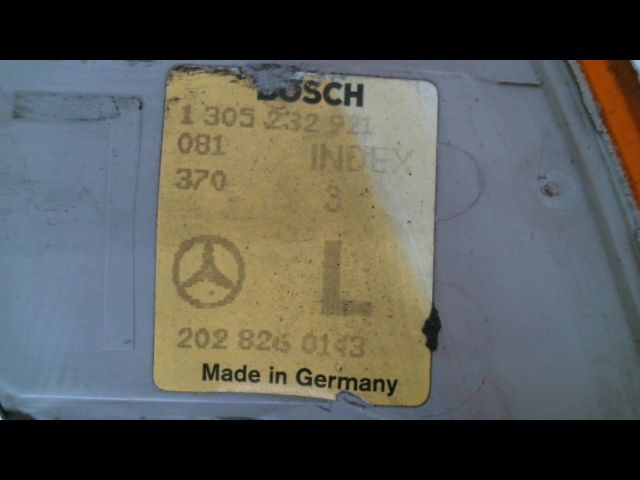 BOSCH
1 305 232 921
081 INDEX
370 3
L
202 826 0143
Made in Germany